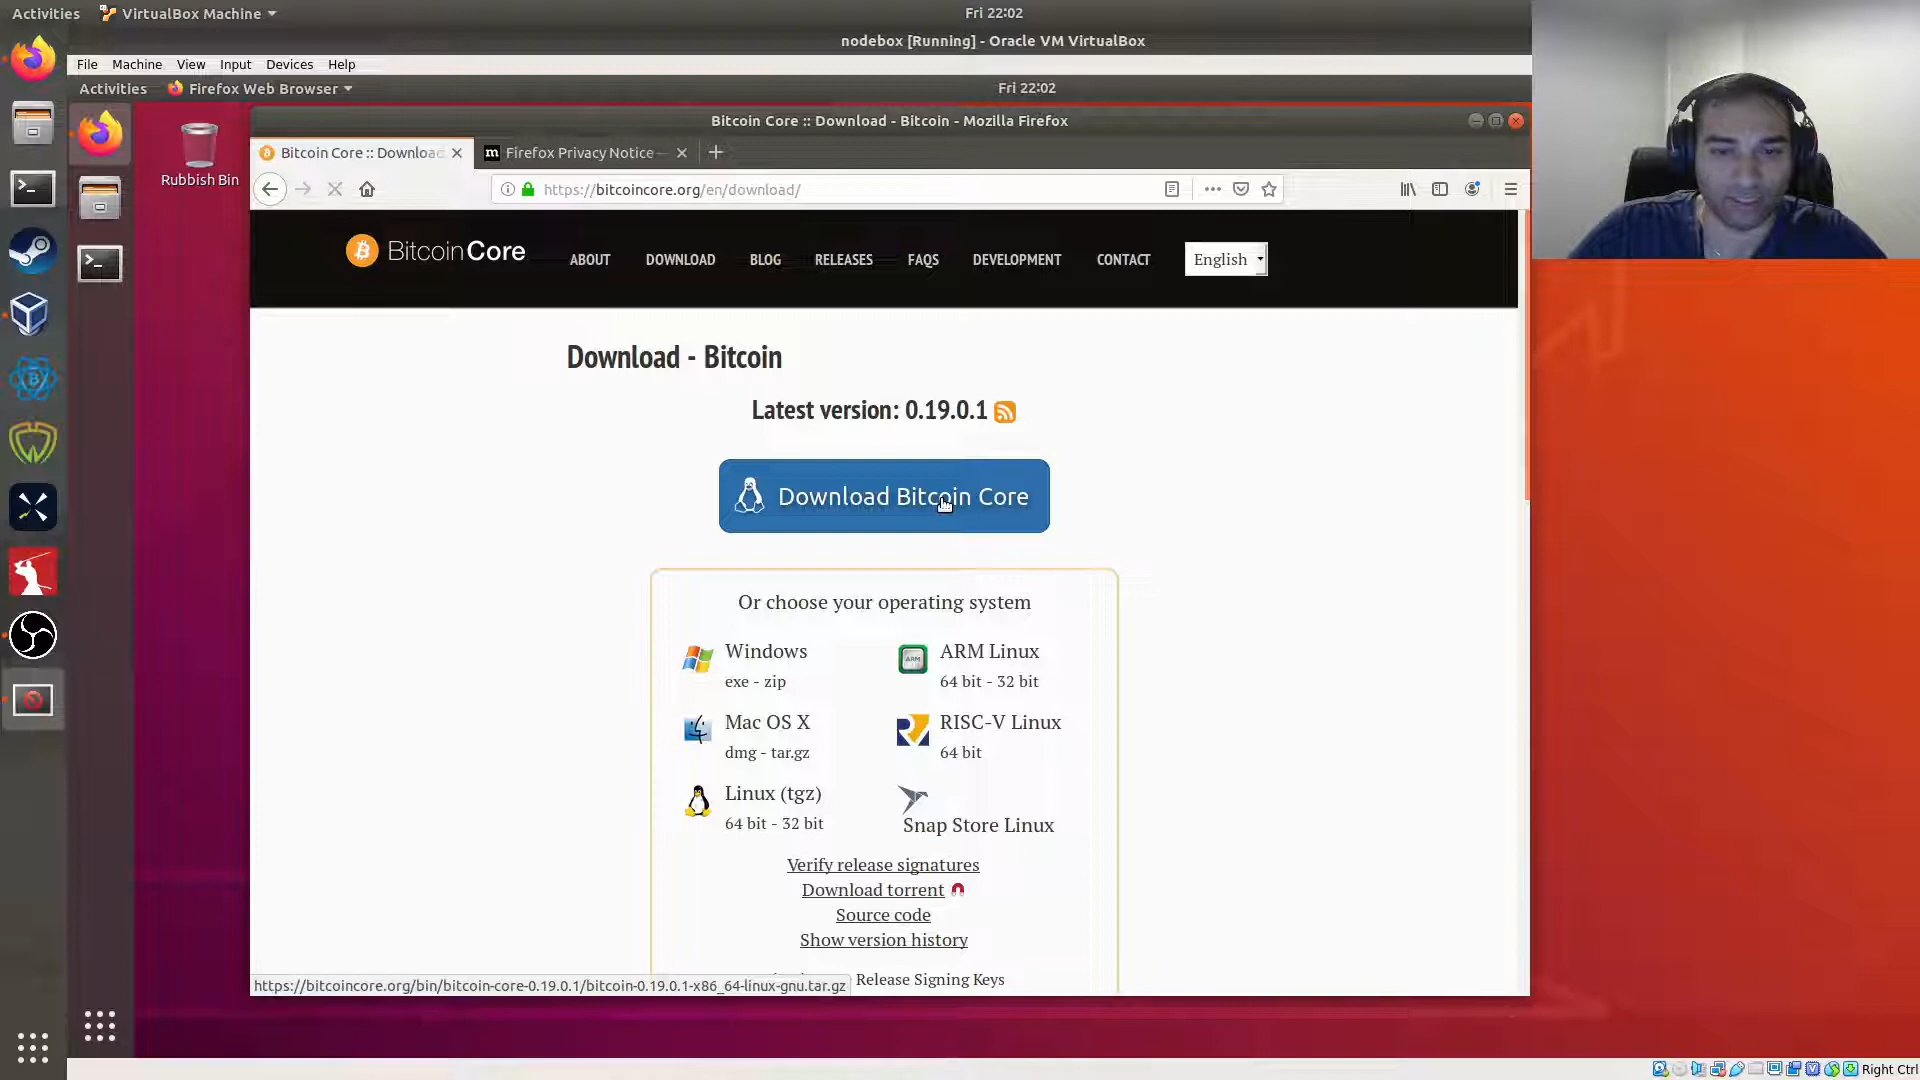 Activities
VirtualBox Machine
Fri 22:02
nodebox [Running] - Oracle VM VirtualBox
File Machine View Input Devices Help
Activities
Firefox Web Browser
Fri 22:02
Bitcoin Core :: Download - Bitcoin - Mozilla Firefox
Rubbish Bin
Bitcoin Core :: Download
Firefox Privacy Notice
https://bitcoincore.org/en/download/
BitcoinCore
ABOUT DOWNLOAD BLOG RELEASES FAQS DEVELOPMENT CONTACT
English
Download - Bitcoin
Latest version: 0.19.0.1
Download Bitcoin Core
Or choose your operating system
Windows
exe - zip
ARM Linux
64 bit - 32 bit
Mac OS X
dmg - tar.gz
RISC-V Linux
64 bit
Linux (tgz)
64 bit - 32 bit
Snap Store Linux
Verify release signatures
Download torrent
Source code
Show version history
Release Signing Keys
https://bitcoincore.org/bin/bitcoin-core-0.19.0.1/bitcoin-0.19.0.1-x86_64-linux-gnu.tar.gz
Right Ctrl